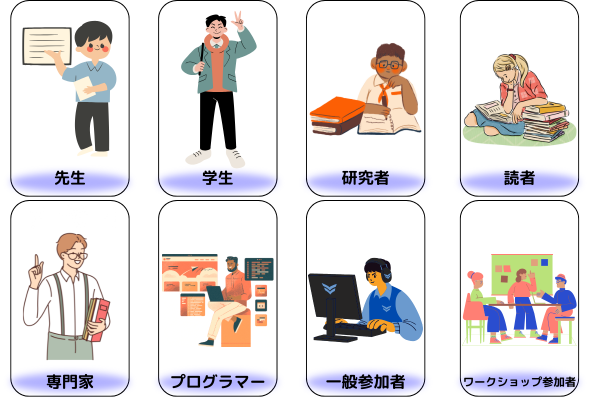 先生
学生
研究者
読者
専門家
プログラマー
一般参加者
ワークショップ参加者